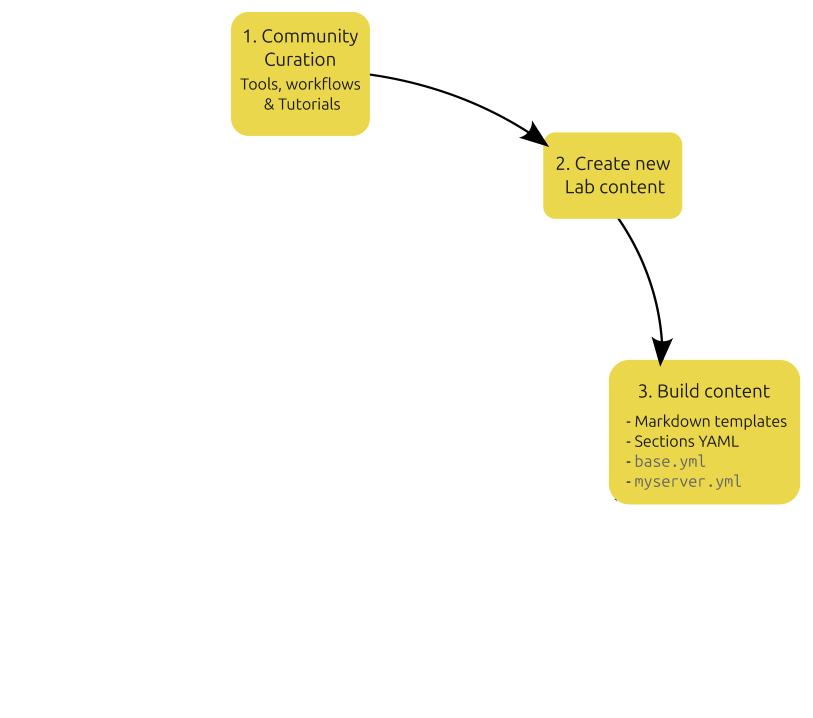 1. Community
Curation
Tools, workflows
& Tutorials
2. Create new
Lab content
3. Build content
- Markdown templates
- Sections YAML
- base.yml
- myserver.yml